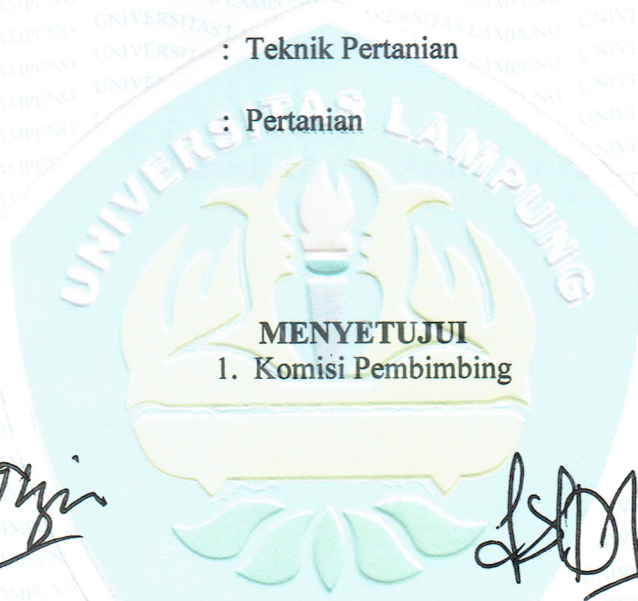 : Teknik Pertanian
: Pertanian
UNIVERSITAS LAMPUNG
MENYETUJUI
1. Komisi Pembimbing